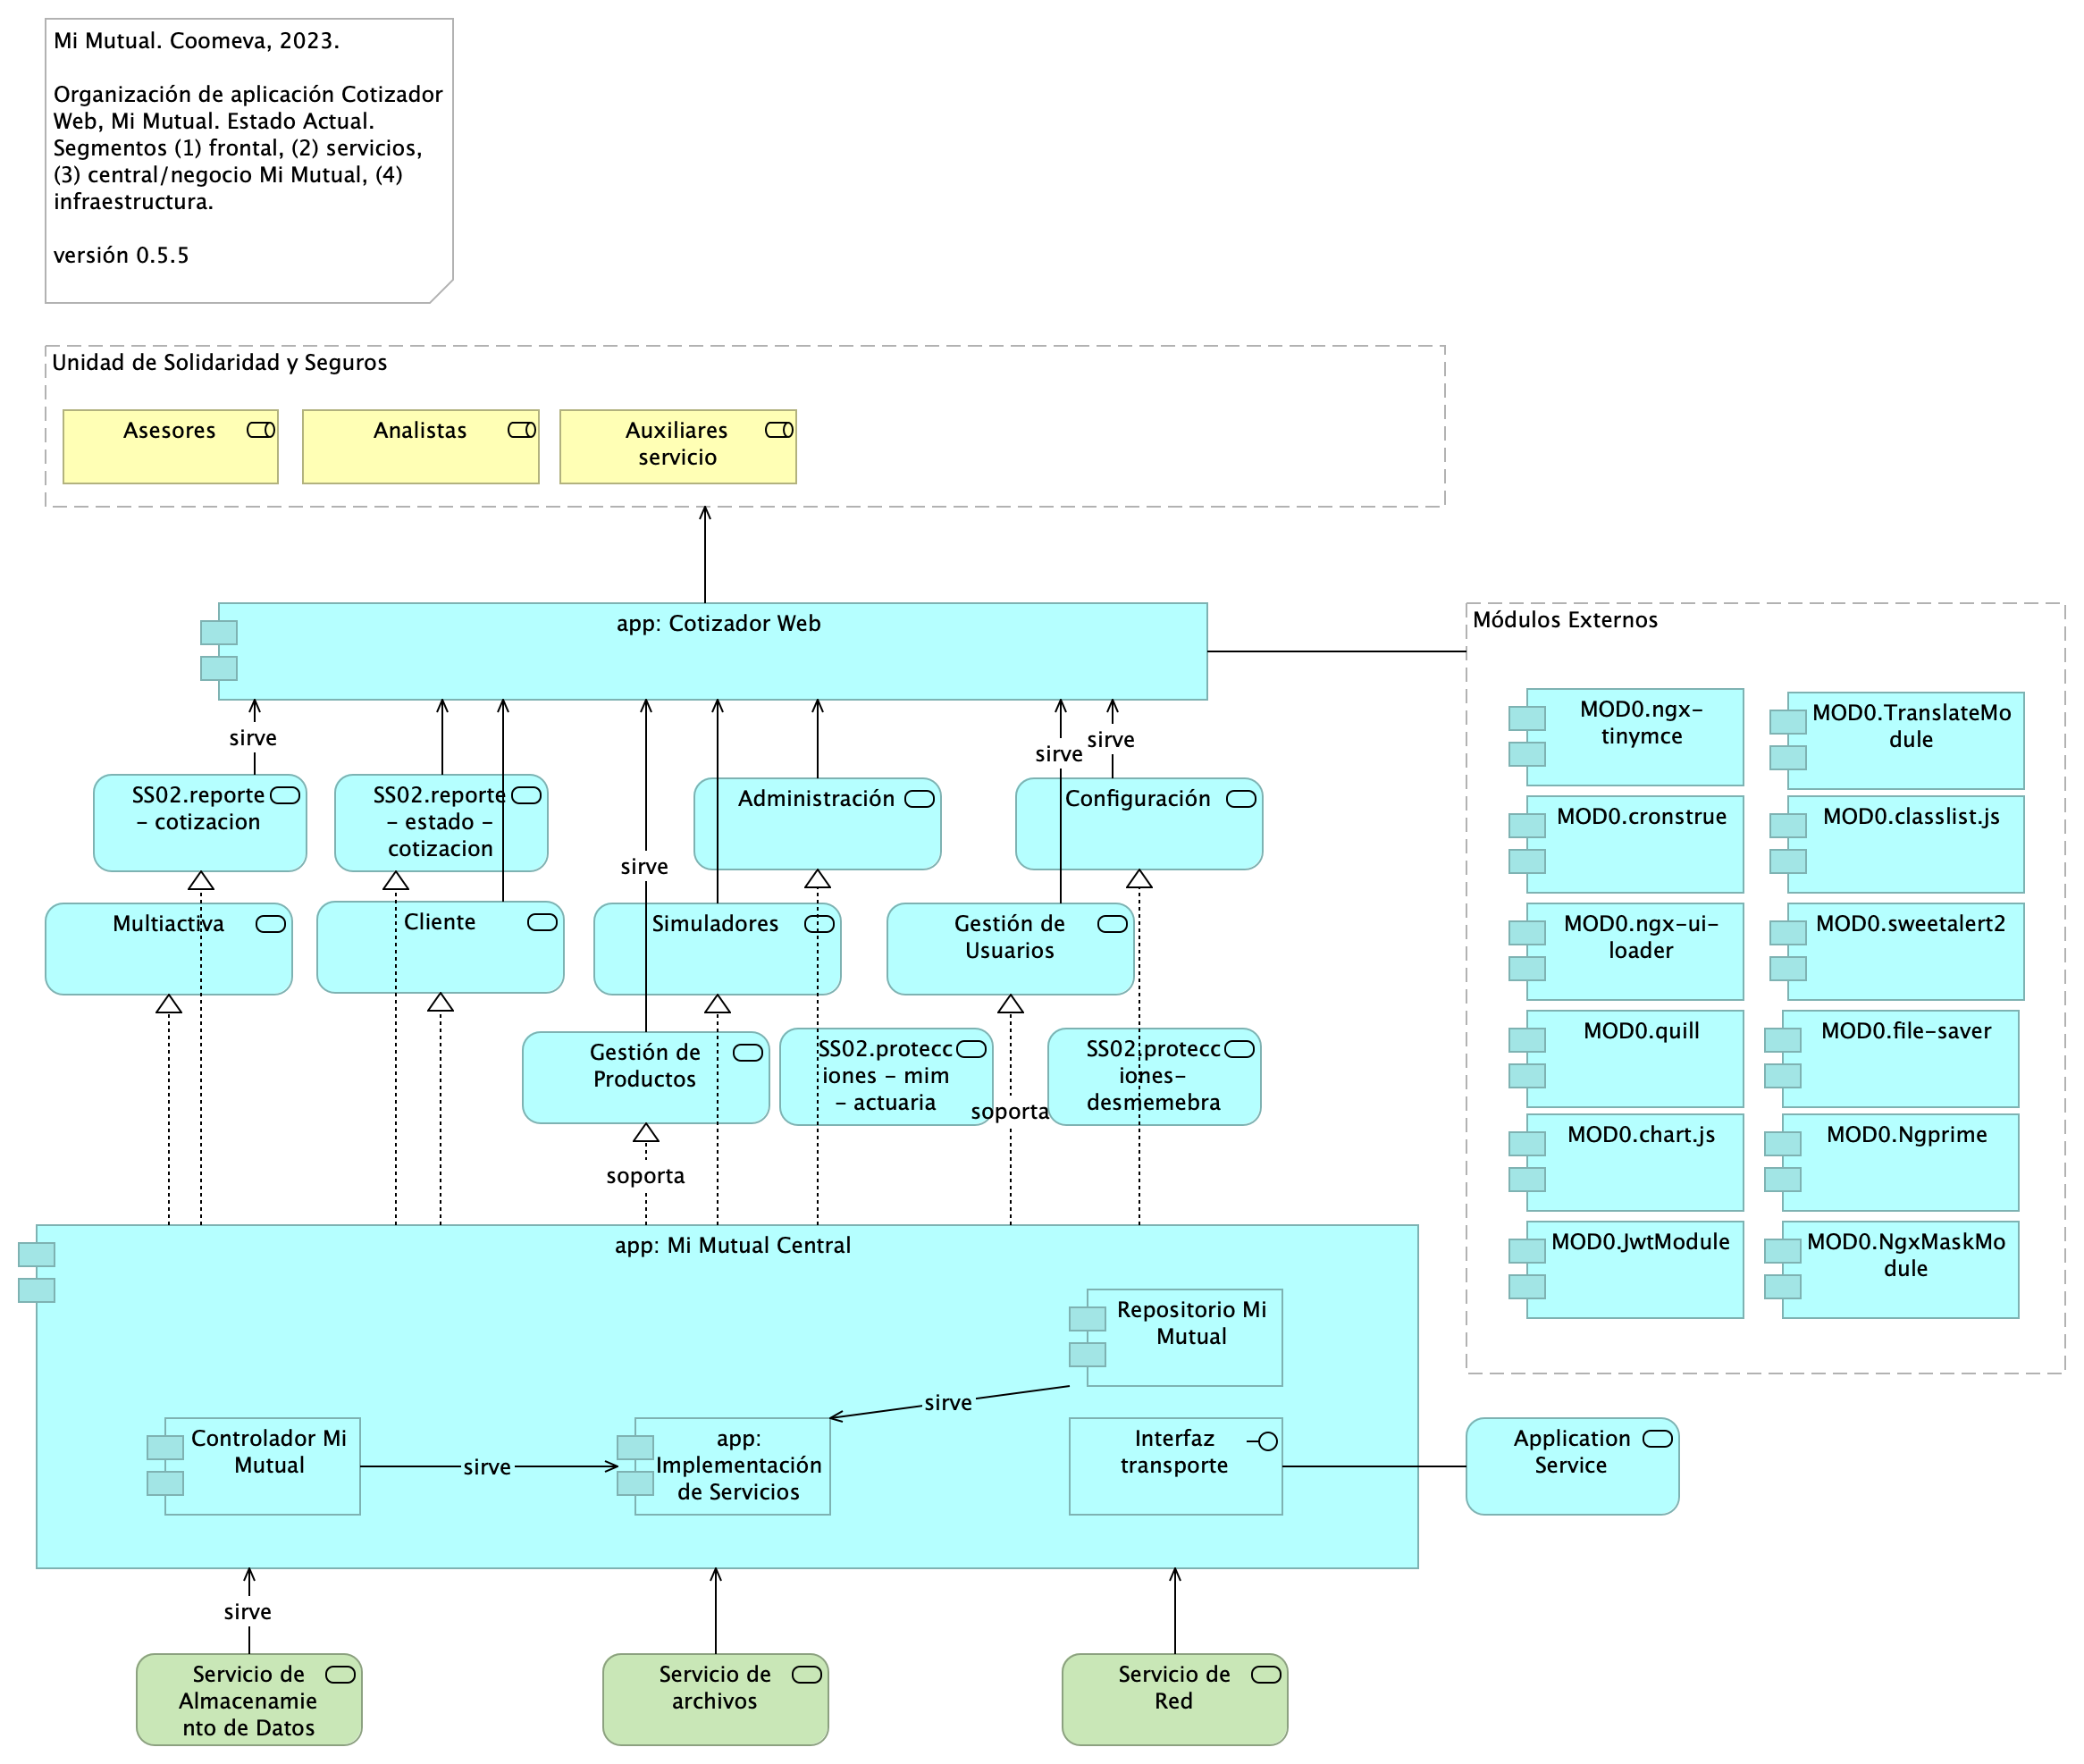 Mi Mutual. Coomeva, 2023.
Organización de aplicación Cotizador
Web, Mi Mutual. Estado Actual.
Segmentos (1) frontal, (2) servicios,
(3) central/negocio Mi Mutual, (4)
infraestructura.
versión 0.5.5
Unidad de Solidaridad y Seguros
Asesores
Analistas
Auxiliares
servicio
app: Cotizador Web
sirve
sirve
sirve
sirve
SS02.reporte
- cotizacion
SS02.reporte
- estado -
cotizacion
Administración
Configuración
Multiactiva
Cliente
Simuladores
Gestión de
Usuarios
Gestión de
Productos
SS02.protecc
iones - mim
- actuaria
SS02.protecc
iones-
desmemebra
soporta
soporta
Módulos Externos
MOD0.ngx-
tinymce
MOD0.TranslateMo
dule
MOD0.cronstrue
MOD0.classlist.js
MOD0.ngx-ui-
loader
MOD0.sweetalert2
MOD0.quill
MOD0.file-saver
MOD0.chart.js
MOD0.Ngprime
MOD0.JwtModule
MOD0.NgxMaskMo
dule
app: Mi Mutual Central
Repositorio Mi
Mutual
sirve
Controlador Mi
Mutual
sirve
app:
Implementación
de Servicios
Interfaz
transporte
Application
Service
sirve
Servicio de
Almacenamie
nto de Datos
Servicio de
archivos
Servicio de
Red